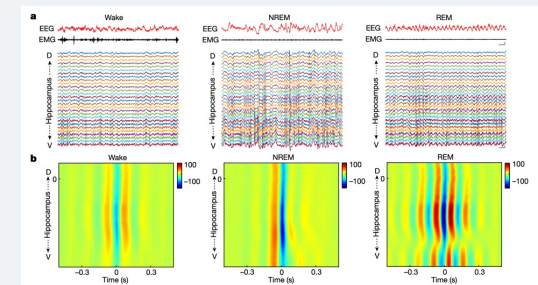 a
Wake
NREM
REM
EEG
EMG
D
Hippocampus
V
EEG
EMG
EEG
EMG
D
Hippocampus
V
b
Wake
NREM
REM
D
0
Hippocampus
V
100
-100
D
0
Hippocampus
V
100
-100
D
0
Hippocampus
V
100
-100
-0.3 0 0.3
Time (s)
-0.3 0 0.3
Time (s)
-0.3 0 0.3
Time (s)